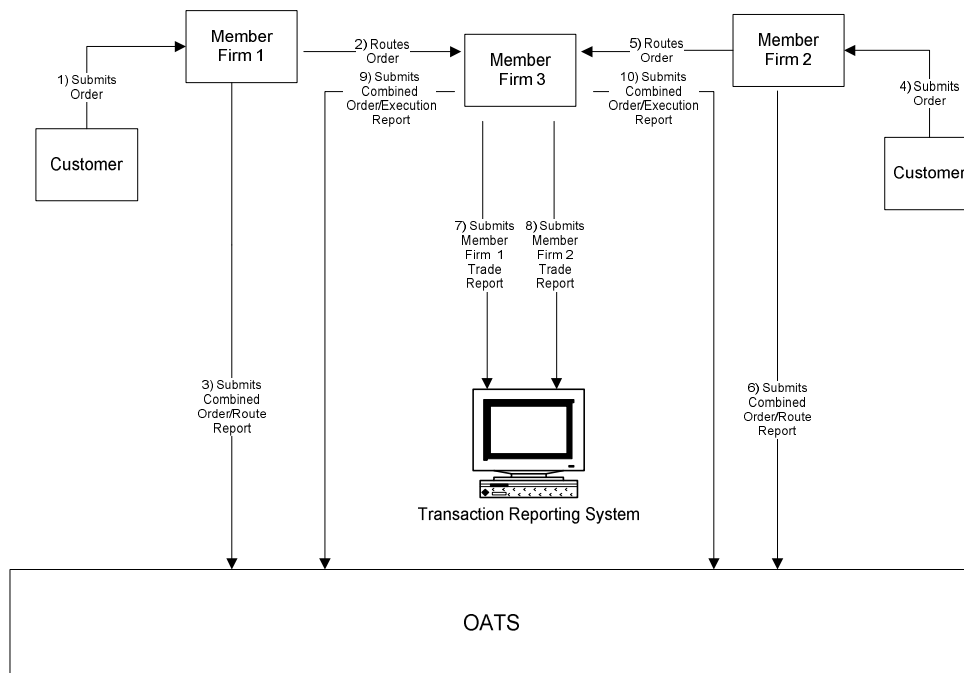 Member
Firm 1
2) Routes
Order
Member
Firm 3
5) Routes
Order
Member
Firm 2
1) Submits
Order
9) Submits
Combined
Order/Execution
Report
10) Submits
Combined
Order/Execution
Report
4) Submits
Order
Customer
Customer
7) Submits
Member
Firm 1
Trade
Report
8) Submits
Member
Firm 2
Trade
Report
3) Submits
Combined
Order/Route
Report
6) Submits
Combined
Order/Route
Report
Transaction Reporting System
OATS